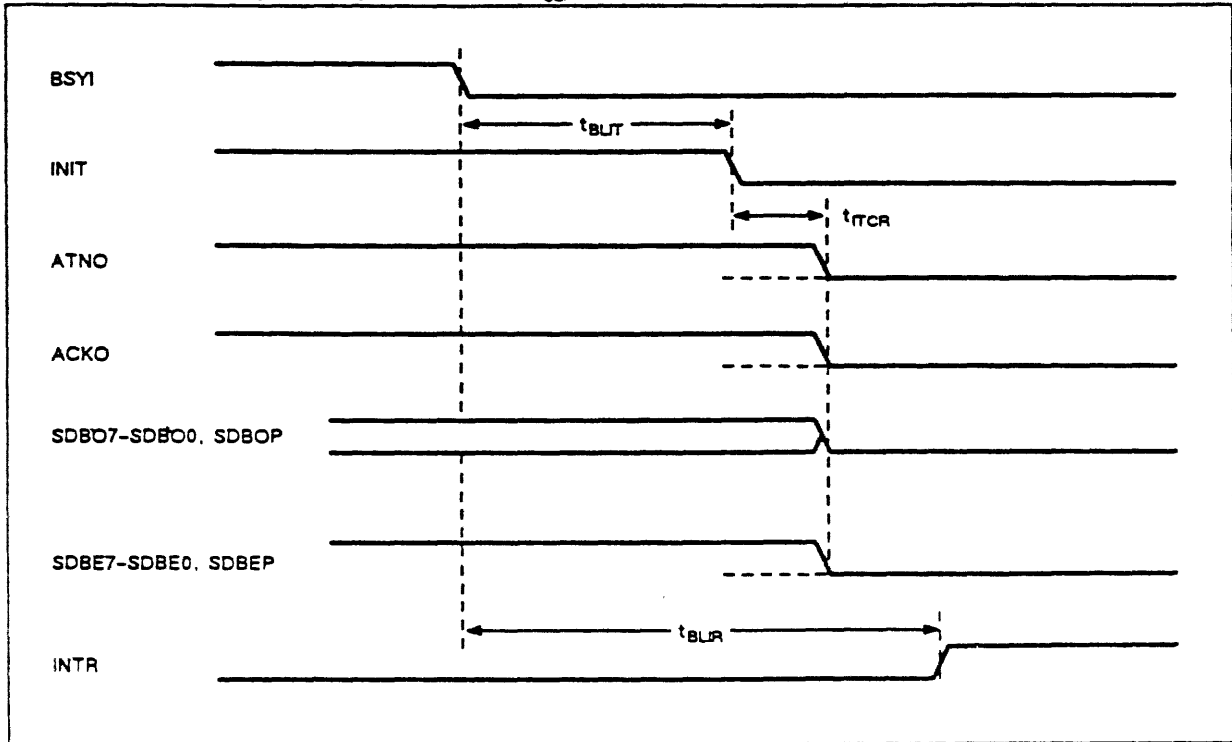 BSYI
tBLIT
INIT
tITCR
ATNO
ACKO
SDBO7-SDBO0, SDBOP
SDBE7-SDBE0, SDBEP
tBLIR
INTR